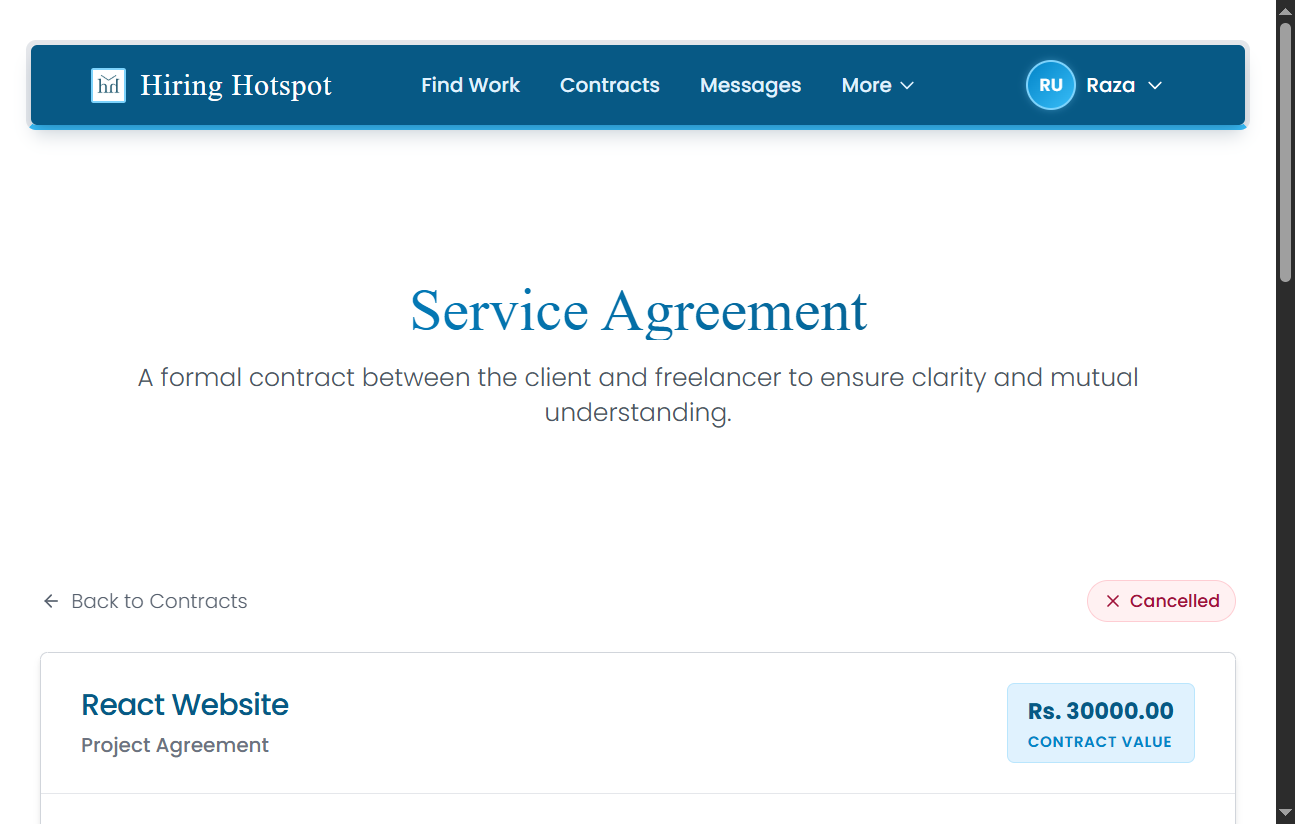 Hiring Hotspot
Find Work
Contracts
Messages
More
RU
Raza
Service Agreement
A formal contract between the client and freelancer to ensure clarity and mutual
understanding.
Back to Contracts
Cancelled
React Website
Project Agreement
Rs. 30000.00
CONTRACT VALUE